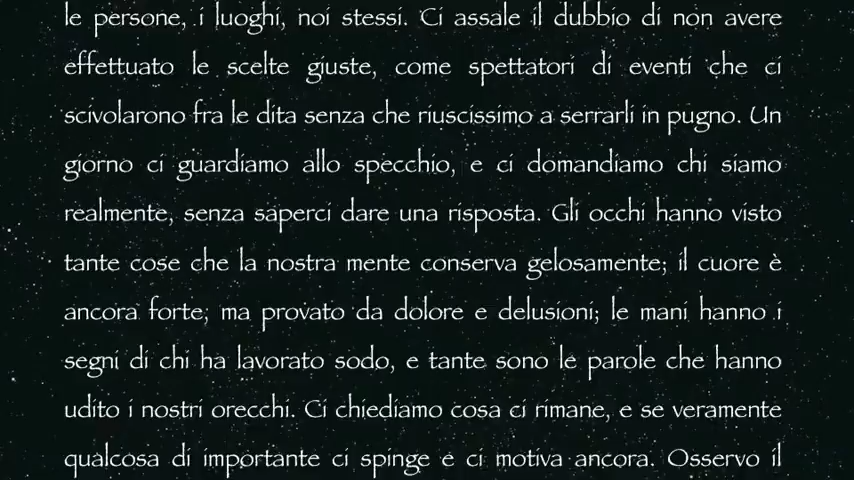 le persone, i luoghi, noi stessi. Ci assale il dubbio di non avere
effettuato le scelte giuste, come spettatori di eventi che ci
scivolarono fra le dita senza che riuscissimo a serrarli in pugno. Un
giorno ci guardiamo allo specchio, e ci domandiamo chi siamo
realmente, senza saperci dare una risposta. Gli occhi hanno visto
tante cose che la nostra mente conserva gelosamente; il cuore è
ancora forte, ma provato da dolore e delusioni; le mani hanno i
segni di chi ha lavorato sodo, e tante sono le parole che hanno
udito i nostri orecchi. Ci chiediamo cosa ci rimane, e se veramente
qualcosa di importante ci spinge e ci motiva ancora. Osservo il